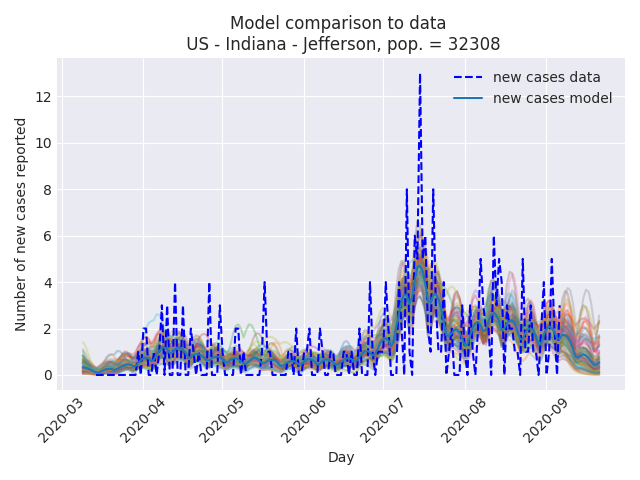 Model comparison to data
US - Indiana - Jefferson, pop. = 32308
new cases data
new cases model
Number of new cases reported
12
10
8
6
4
2
0
2020-03
2020-04
2020-05
2020-06
2020-07
2020-08
2020-09
Day